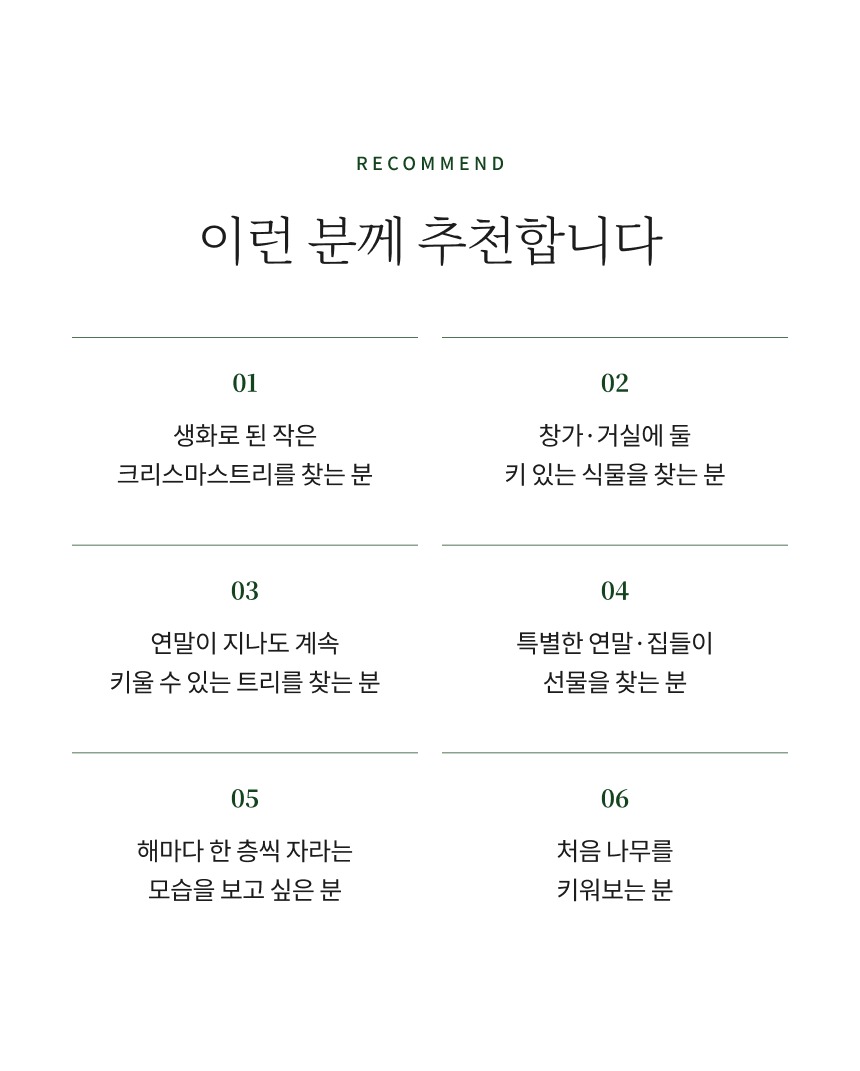 RECOMMEND
이런 분께 추천합니다
01
생화로 된 작은
크리스마스트리를 찾는 분
02
창가·거실에 둘
키 있는 식물을 찾는 분
03
연말이 지나도 계속
키울 수 있는 트리를 찾는 분
04
특별한 연말·집들이
선물을 찾는 분
05
해마다 한 층씩 자라는
모습을 보고 싶은 분
06
처음 나무를
키워보는 분